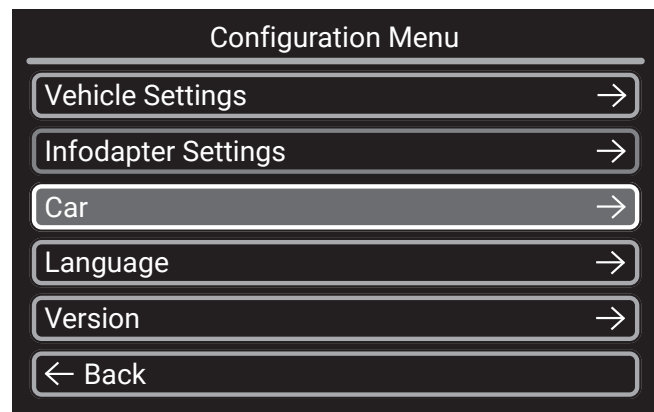 Configuration Menu
Vehicle Settings →
Infodapter Settings →
Car →
Language →
Version →
← Back